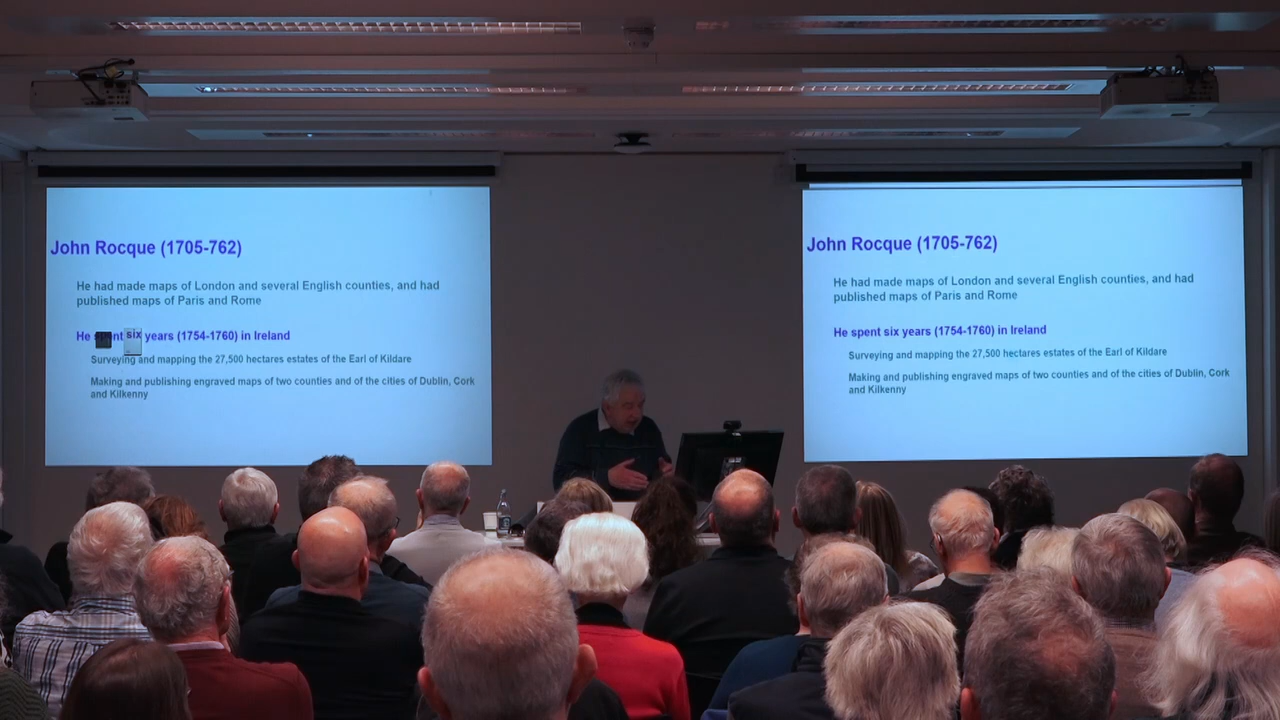 John Rocque (1705-762)
He had made maps of London and several English counties, and had
published maps of Paris and Rome
He spent six years (1754-1760) in Ireland
Surveying and mapping the 27,500 hectares estates of the Earl of Kildare
Making and publishing engraved maps of two counties and of the cities of Dublin, Cork
and Kilkenny
John Rocque (1705-762)
He had made maps of London and several English counties, and had
published maps of Paris and Rome
He spent six years (1754-1760) in Ireland
Surveying and mapping the 27,500 hectares estates of the Earl of Kildare
Making and publishing engraved maps of two counties and of the cities of Dublin, Cork
and Kilkenny